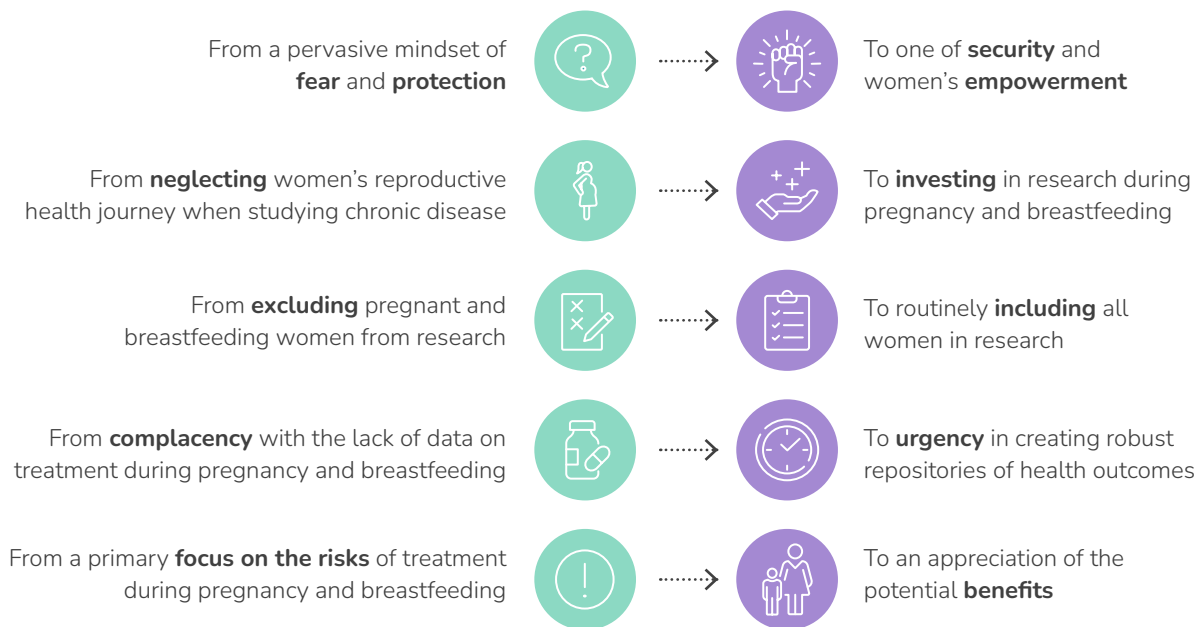 From a pervasive mindset of
fear and protection
To one of security and
women’s empowerment
From neglecting women’s reproductive
health journey when studying chronic disease
To investing in research during
pregnancy and breastfeeding
From excluding pregnant and
breastfeeding women from research
To routinely including all
women in research
From complacency with the lack of data on
treatment during pregnancy and breastfeeding
To urgency in creating robust
repositories of health outcomes
From a primary focus on the risks of treatment
during pregnancy and breastfeeding
To an appreciation of the
potential benefits